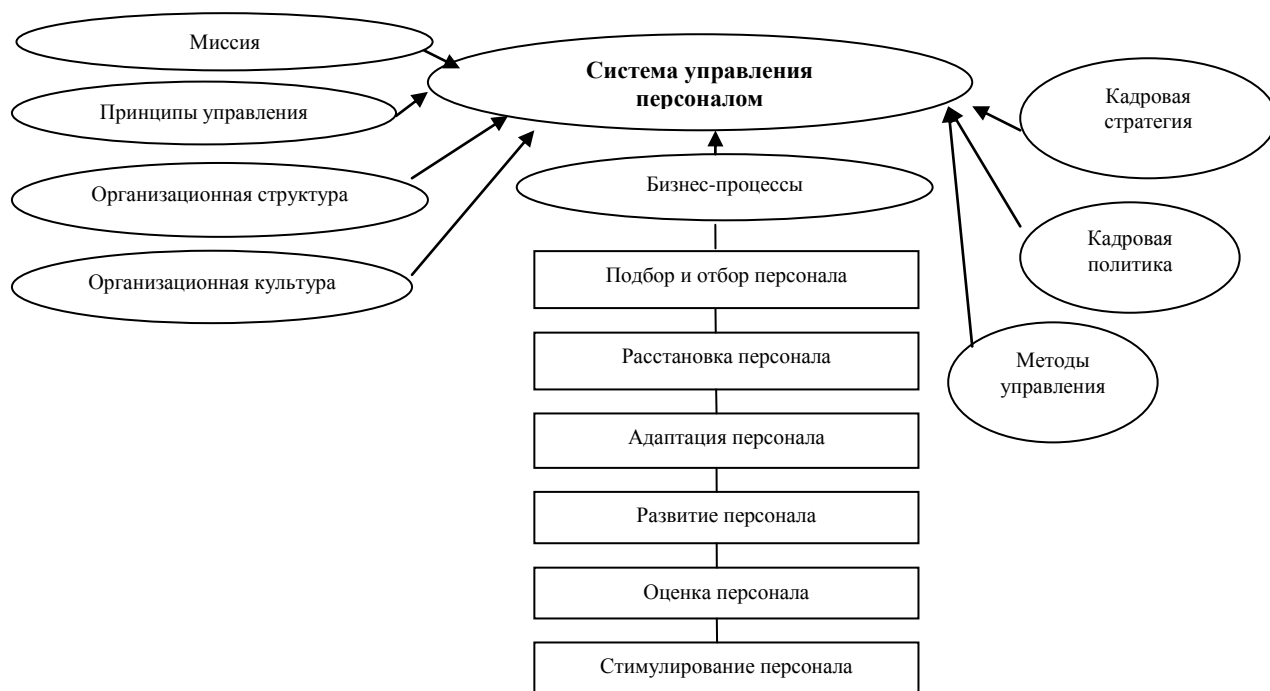 Миссия
Система управления
персоналом
Принципы управления
Кадровая
стратегия
Организационная структура
Бизнес-процессы
Кадровая
политика
Организационная культура
Подбор и отбор персонала
Расстановка персонала
Методы
управления
Адаптация персонала
Развитие персонала
Оценка персонала
Стимулирование персонала